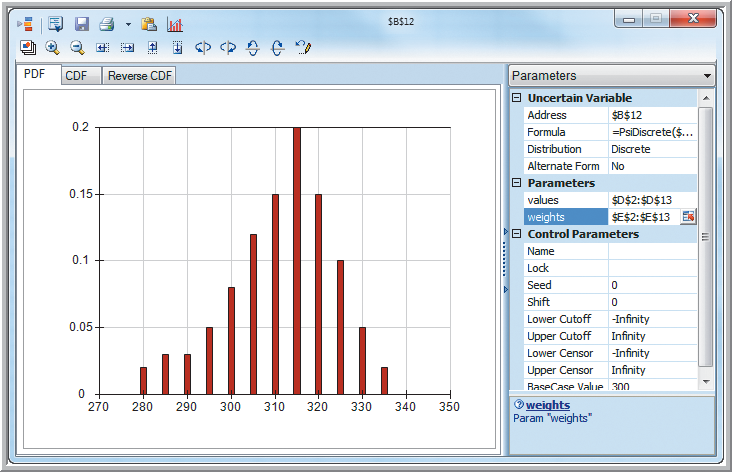 $B$12
PDF CDF Reverse CDF
0.2
0.15
0.1
0.05
0
270 280 290 300 310 320 330 340 350
Parameters
Uncertain Variable
Address $B$12
Formula =PsiDiscrete($...
Distribution Discrete
Alternate Form No
Parameters
values $D$2:$D$13
weights $E$2:$E$13
Control Parameters
Name
Lock
Seed 0
Shift 0
Lower Cutoff -Infinity
Upper Cutoff Infinity
Lower Censor -Infinity
Upper Censor Infinity
BaseCase Value 300
weights
Param "weights"